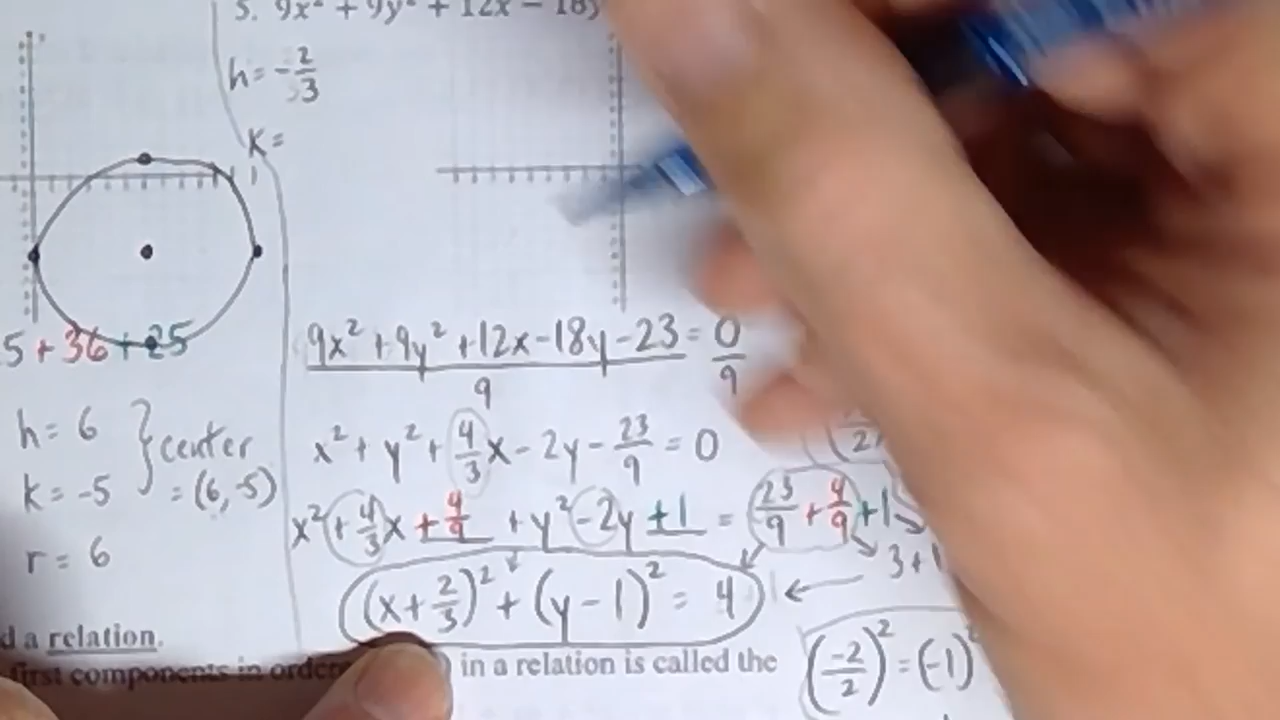 5. 9x² + 9y² + 12x − 18y
h = -2/3
K =
5 + 36 + 25
h = 6
k = -5
r = 6
} center = (6, -5)
9x² + 9y² + 12x - 18y - 23 / 9 = 0/9
x² + y² + 4/3x - 2y - 23/9 = 0
x² + 4/3x + 4/9 + y² - 2y + 1 = 23/9 + 4/9 + 1
3 + 1
(x + 2/3)² + (y - 1)² = 4
(-2/2)² = (-1)²
d a relation.
first components in in a relation is called the